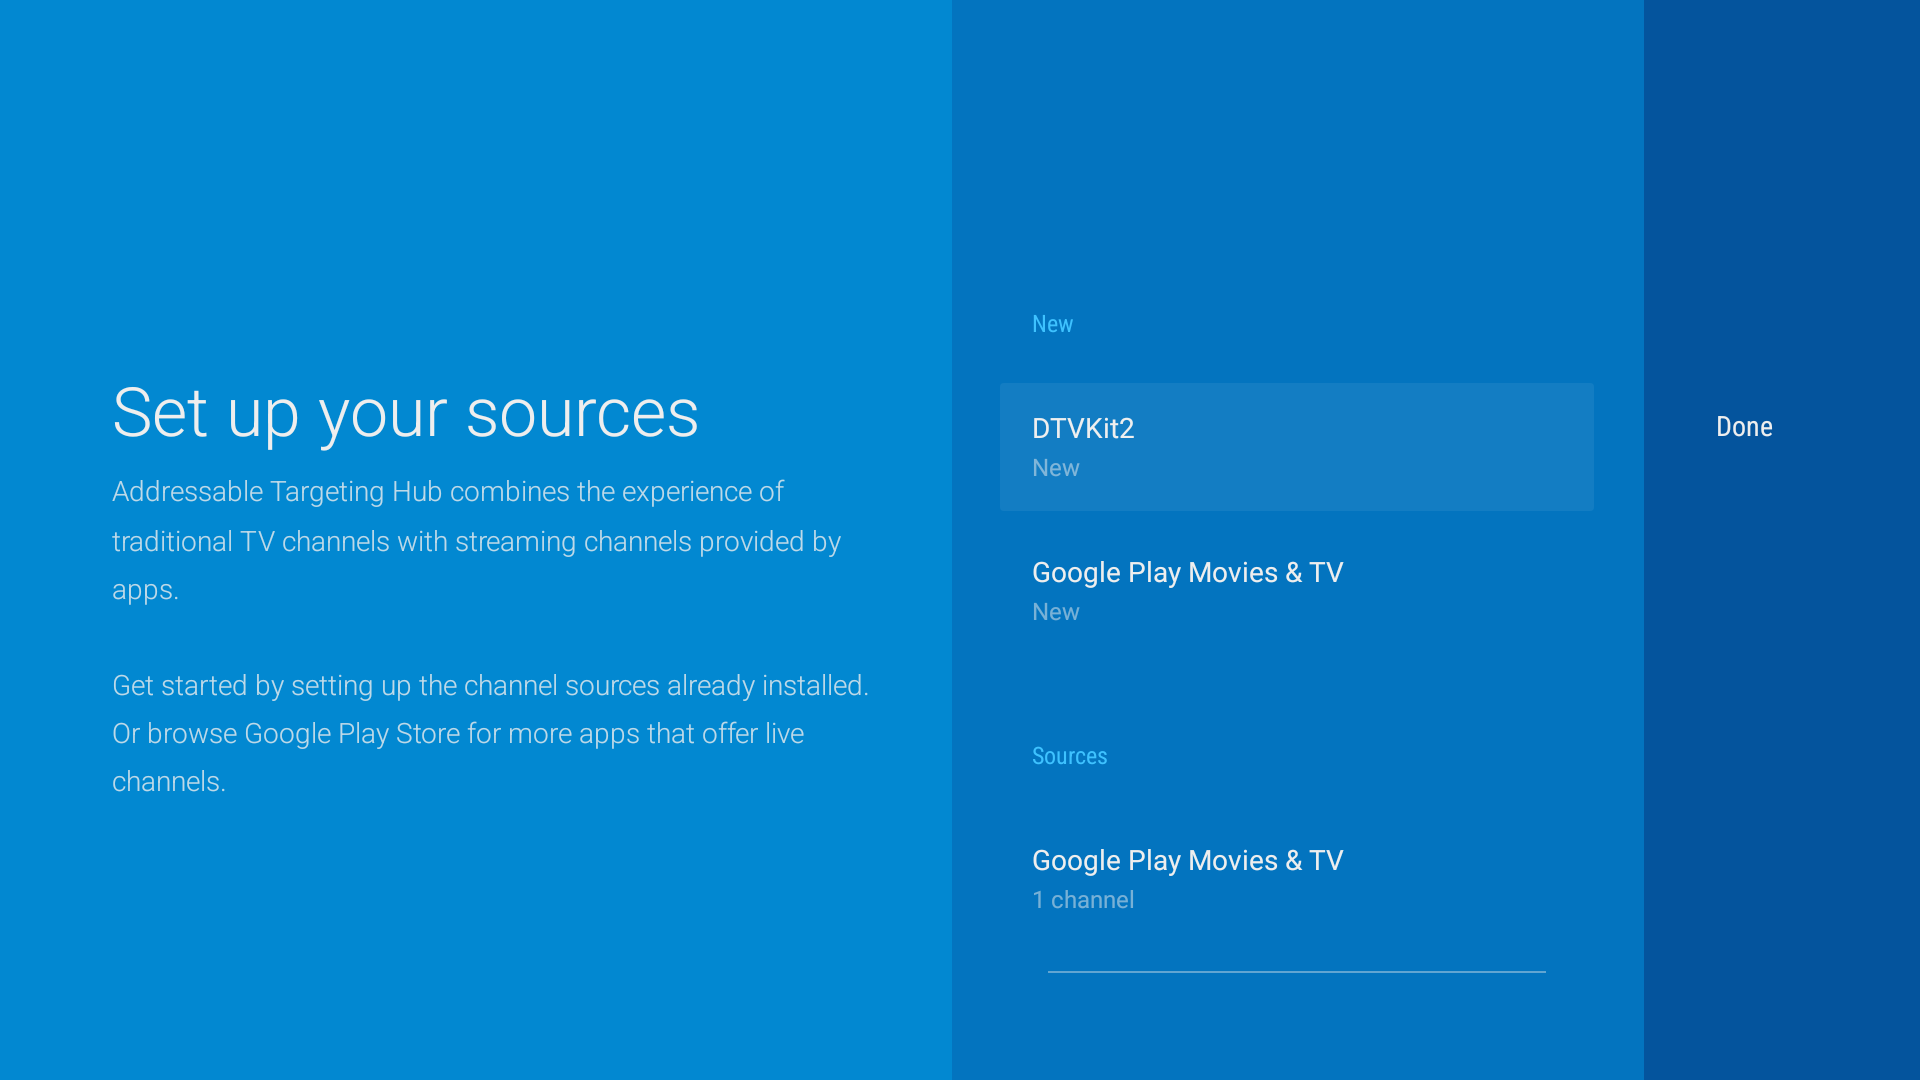 Set up your sources
Addressable Targeting Hub combines the experience of
traditional TV channels with streaming channels provided by
apps.
Get started by setting up the channel sources already installed.
Or browse Google Play Store for more apps that offer live
channels.
New
DTVKit2
New
Google Play Movies & TV
New
Sources
Google Play Movies & TV
1 channel
Done